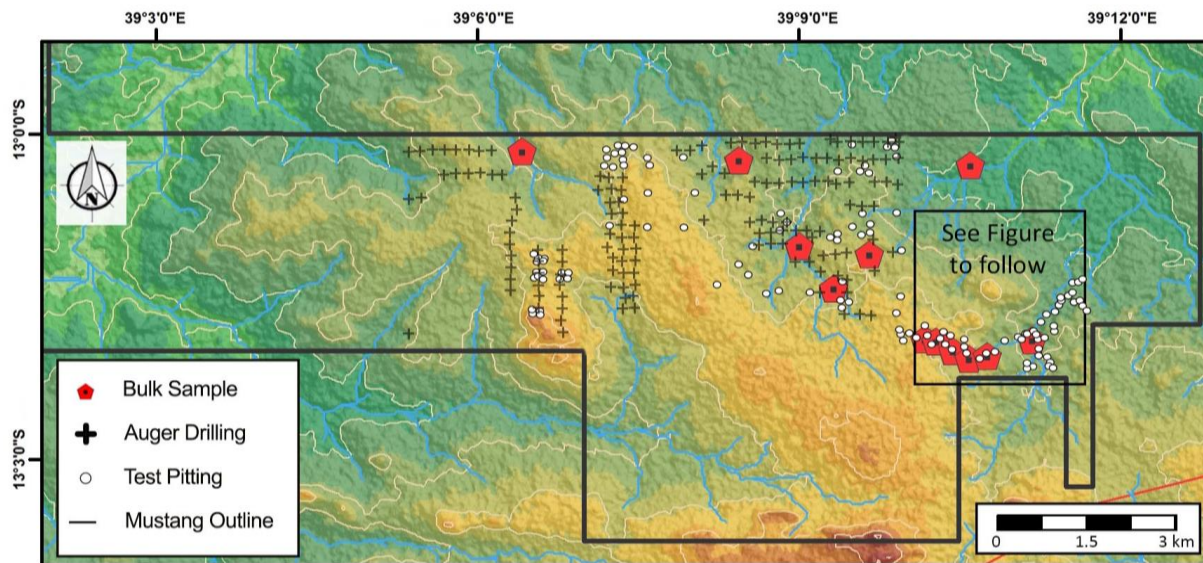 39°3'0"E
39°6'0"E
39°9'0"E
39°12'0"E
13°0'0"S
N
See Figure
to follow
Bulk Sample
Auger Drilling
Test Pitting
Mustang Outline
13°3'0"S
0
1.5
3 km